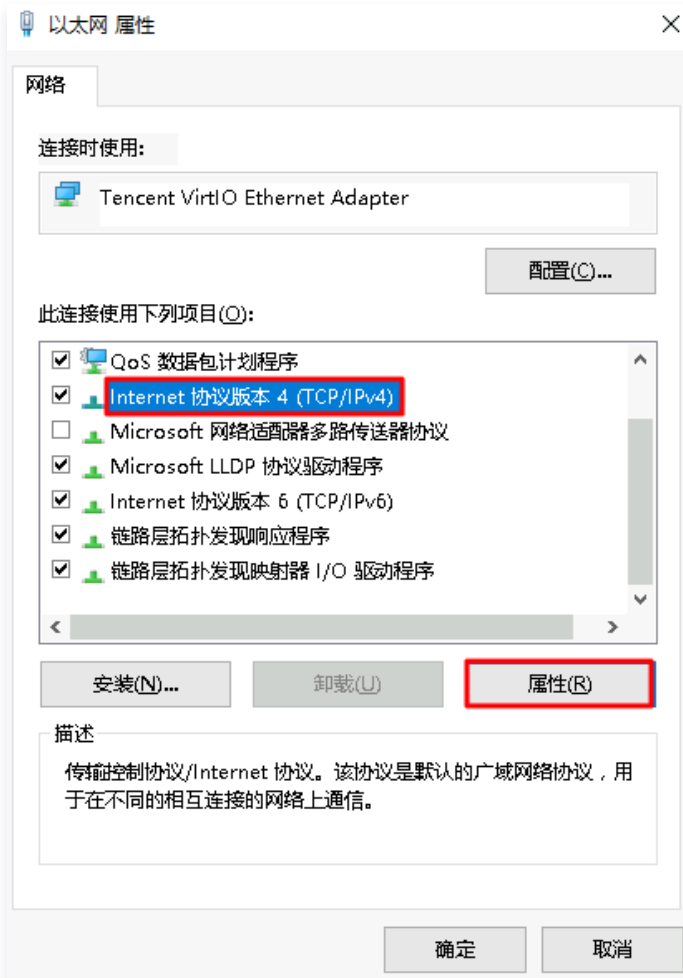 以太网 属性
网络
连接时使用:
Tencent VirtIO Ethernet Adapter
配置(C)...
此连接使用下列项目(O):
QoS 数据包计划程序
Internet 协议版本 4 (TCP/IPv4)
Microsoft 网络适配器多路传送器协议
Microsoft LLDP 协议驱动程序
Internet 协议版本 6 (TCP/IPv6)
链路层拓扑发现响应程序
链路层拓扑发现映射器 I/O 驱动程序
安装(N)...
卸载(U)
属性(R)
描述
传输控制协议/Internet 协议。该协议是默认的广域网络协议，用
于在不同的相互连接的网络上通信。
确定
取消